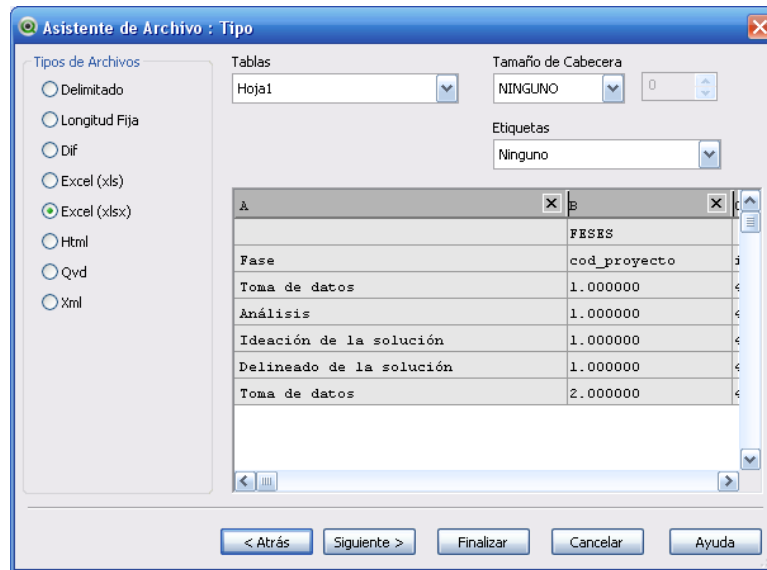 Asistente de Archivo : Tipo
Tipos de Archivos
Delimitado
Longitud Fija
Dif
Excel (xls)
Excel (xlsx)
Html
Qvd
Xml
Tablas
Hoja1
Tamaño de Cabecera
NINGUNO 0
Etiquetas
Ninguno
A B
FESES
Fase cod_proyecto
Toma de datos 1.000000
Análisis 1.000000
Ideación de la solución 1.000000
Delineado de la solución 1.000000
Toma de datos 2.000000
< Atrás Siguiente > Finalizar Cancelar Ayuda